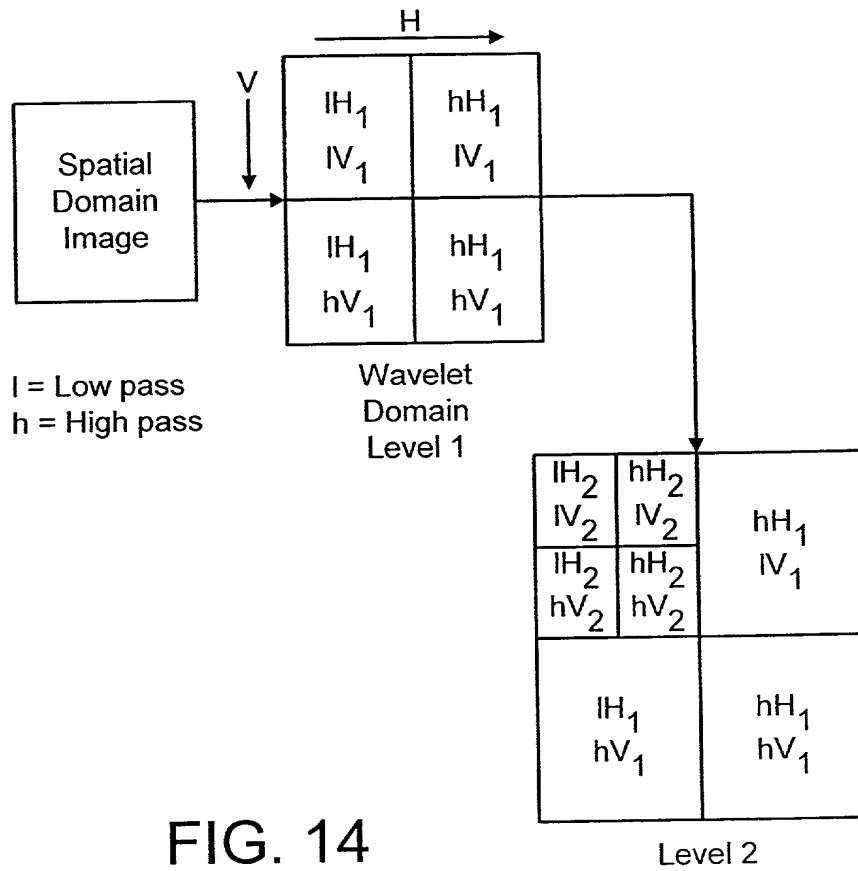 H
V
Spatial
Domain
Image
lH1
lV1
hH1
lV1
lH1
hV1
hH1
hV1
l = Low pass
h = High pass
Wavelet
Domain
Level 1
lH2
lV2
hH2
lV2
lH2
hV2
hH2
hV2
hH1
lV1
lH1
hV1
hH1
hV1
FIG. 14
Level 2